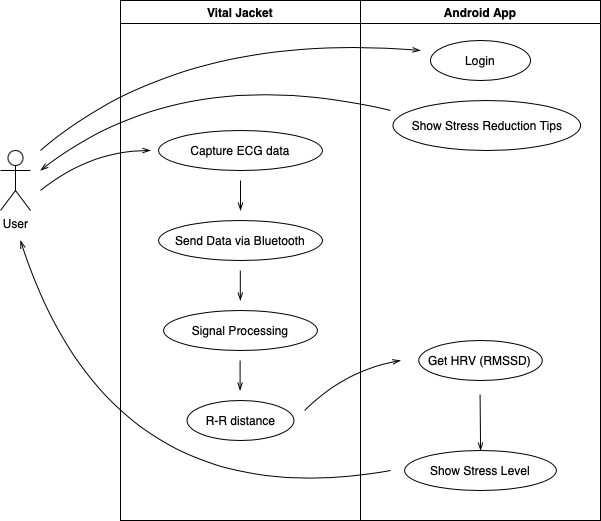 Vital Jacket
Android App
Login
Show Stress Reduction Tips
Capture ECG data
User
Send Data via Bluetooth
Signal Processing
Get HRV (RMSSD)
R-R distance
Show Stress Level